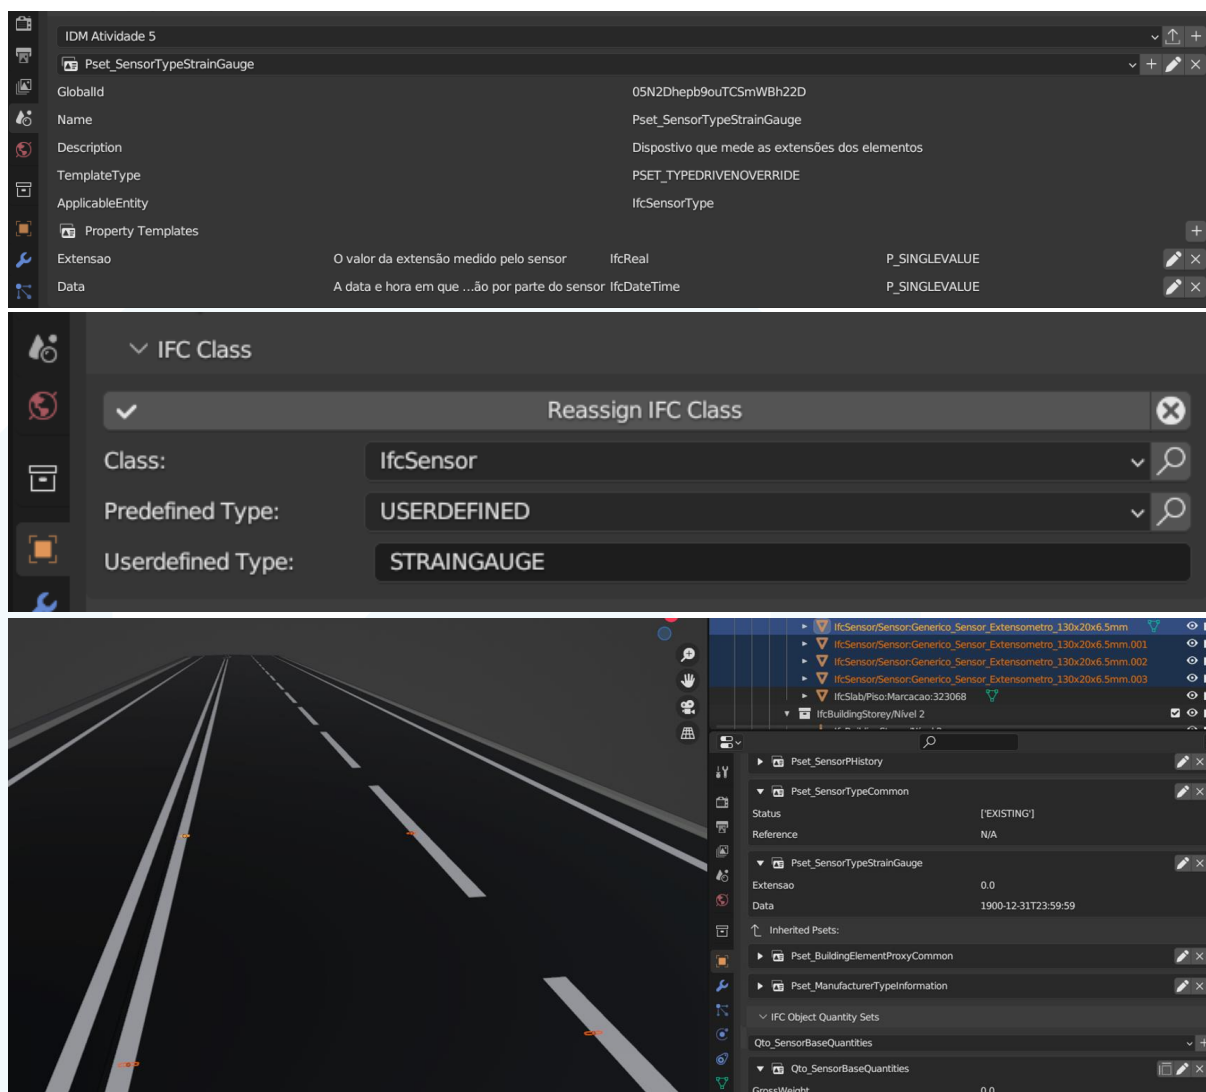 IDM Atividade 5
Pset_SensorTypeStrainGauge
GlobalId 05N2Dhepb9ouTCSmWBh22D
Name Pset_SensorTypeStrainGauge
Description Dispostivo que mede as extensões dos elementos
TemplateType PSET_TYPEDRIVENOVERRIDE
ApplicableEntity IfcSensorType
Property Templates
Extensao O valor da extensão medido pelo sensor IfcReal P_SINGLEVALUE
Data A data e hora em que ...ão por parte do sensor IfcDateTime P_SINGLEVALUE
IFC Class
Reassign IFC Class
Class: IfcSensor
Predefined Type: USERDEFINED
Userdefined Type: STRAINGAUGE
IfcSensor/Sensor:Generico_Sensor_Extensometro_130x20x6.5mm
IfcSensor/Sensor:Generico_Sensor_Extensometro_130x20x6.5mm.001
IfcSensor/Sensor:Generico_Sensor_Extensometro_130x20x6.5mm.002
IfcSensor/Sensor:Generico_Sensor_Extensometro_130x20x6.5mm.003
IfcSlab/Piso:Marcacao:323068
IfcBuildingStorey/Nível 2
Pset_SensorPHistory
Pset_SensorTypeCommon
Status ['EXISTING']
Reference N/A
Pset_SensorTypeStrainGauge
Extensao 0.0
Data 1900-12-31T23:59:59
Inherited Psets:
Pset_BuildingElementProxyCommon
Pset_ManufacturerTypeInformation
IFC Object Quantity Sets
Qto_SensorBaseQuantities
Qto_SensorBaseQuantities
GrossWeight 0.0